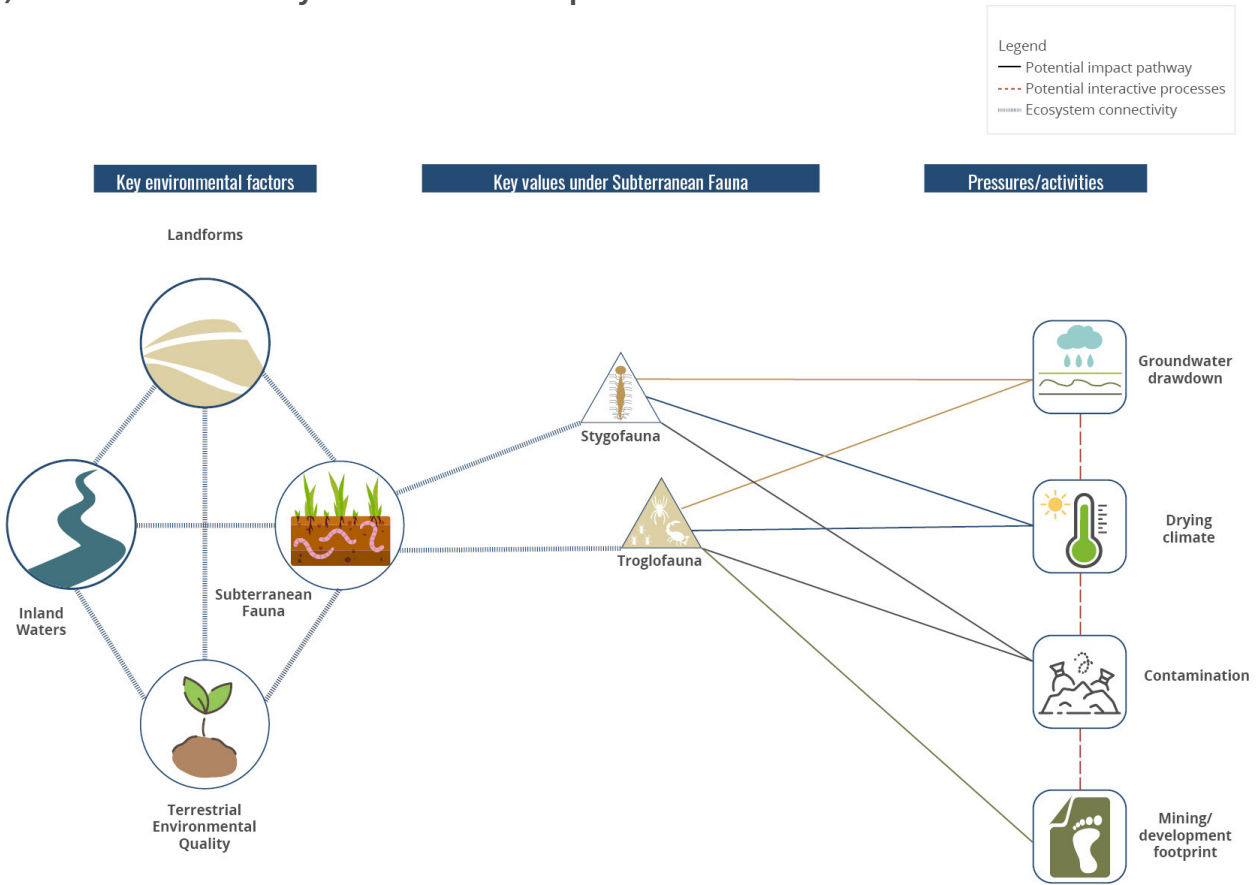 Legend
Potential impact pathway
Potential interactive processes
Ecosystem connectivity
Key environmental factors
Key values under Subterranean Fauna
Pressures/activities
Landforms
Groundwater
drawdown
Stygofauna
Drying
climate
Troglofauna
Subterranean
Fauna
Inland
Waters
Contamination
Terrestrial
Environmental
Quality
Mining/
development
footprint